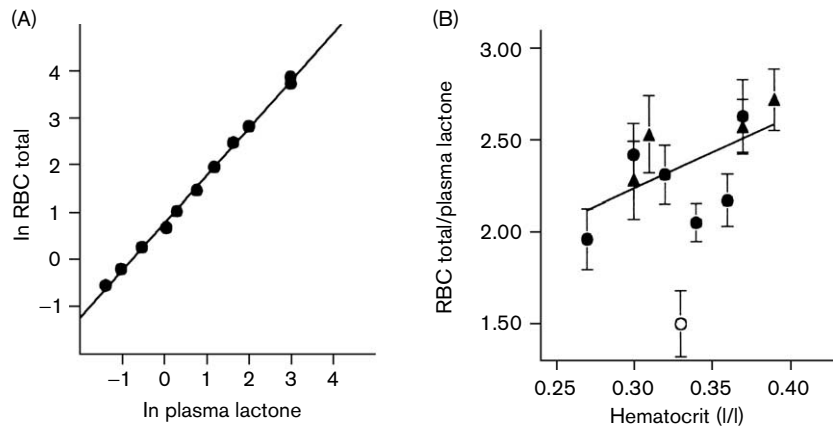 (A)
ln RBC total
4
3
2
1
0
−1
−1 0 1 2 3 4
ln plasma lactone
(B)
RBC total/plasma lactone
3.00
2.50
2.00
1.50
0.25 0.30 0.35 0.40
Hematocrit (l/l)